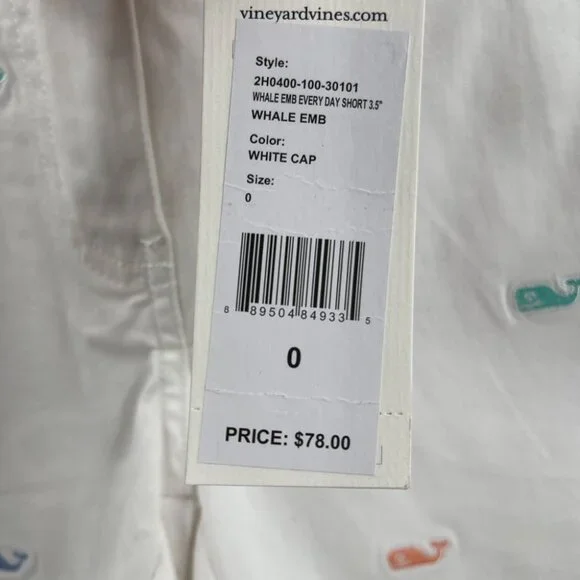 vineyardvines.com
Style:
2H0400-100-30101
WHALE EMB EVERY DAY SHORT 3.5"
WHALE EMB
Color:
WHITE CAP
Size:
0
8 89504 84933 5
0
PRICE: $78.00